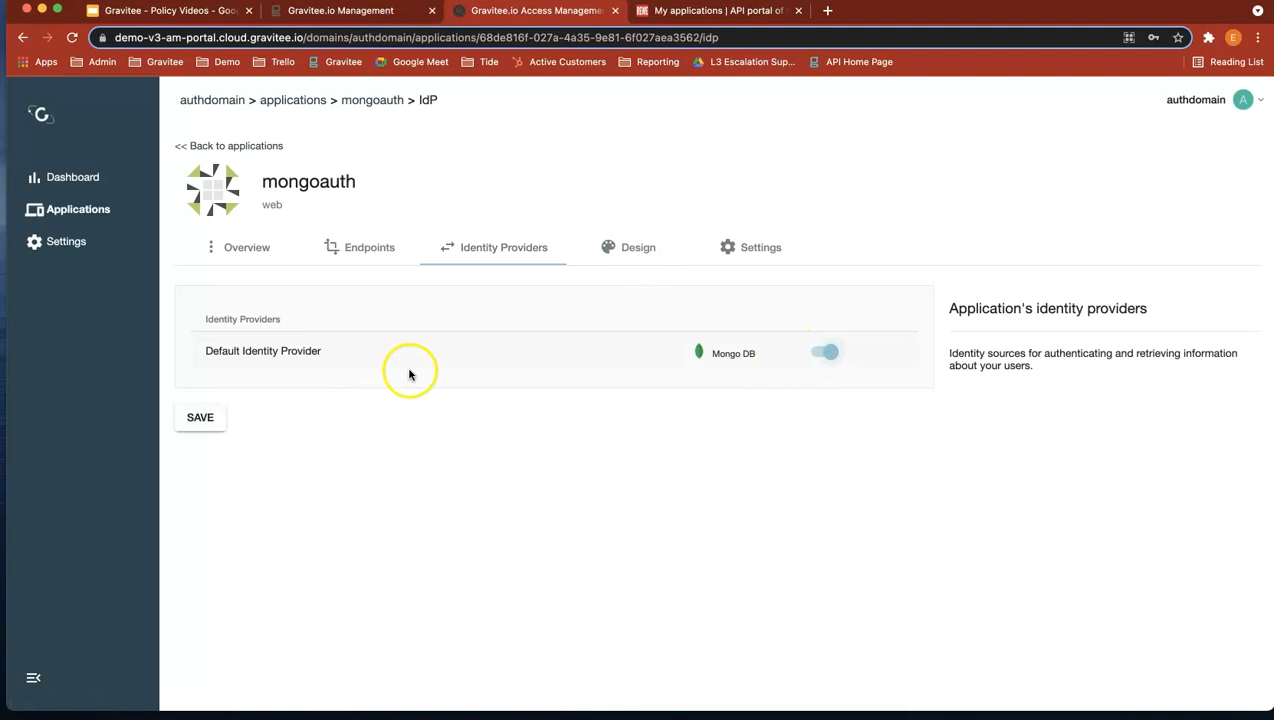 Gravitee - Policy Videos - Goo
Gravitee.io Management
Gravitee.io Access Manageme
My applications | API portal of
demo-v3-am-portal.cloud.gravitee.io/domains/authdomain/applications/68de816f-027a-4a35-9e81-6f027aea3562/idp
E
Apps Admin Gravitee Demo Trello Gravitee Google Meet Tide Active Customers Reporting L3 Escalation Sup... API Home Page Reading List
authdomain > applications > mongoauth > IdP
authdomain A
<< Back to applications
mongoauth
web
Dashboard
Applications
Settings
Overview Endpoints Identity Providers Design Settings
Identity Providers
Default Identity Provider Mongo DB
SAVE
Application's identity providers
Identity sources for authenticating and retrieving information
about your users.